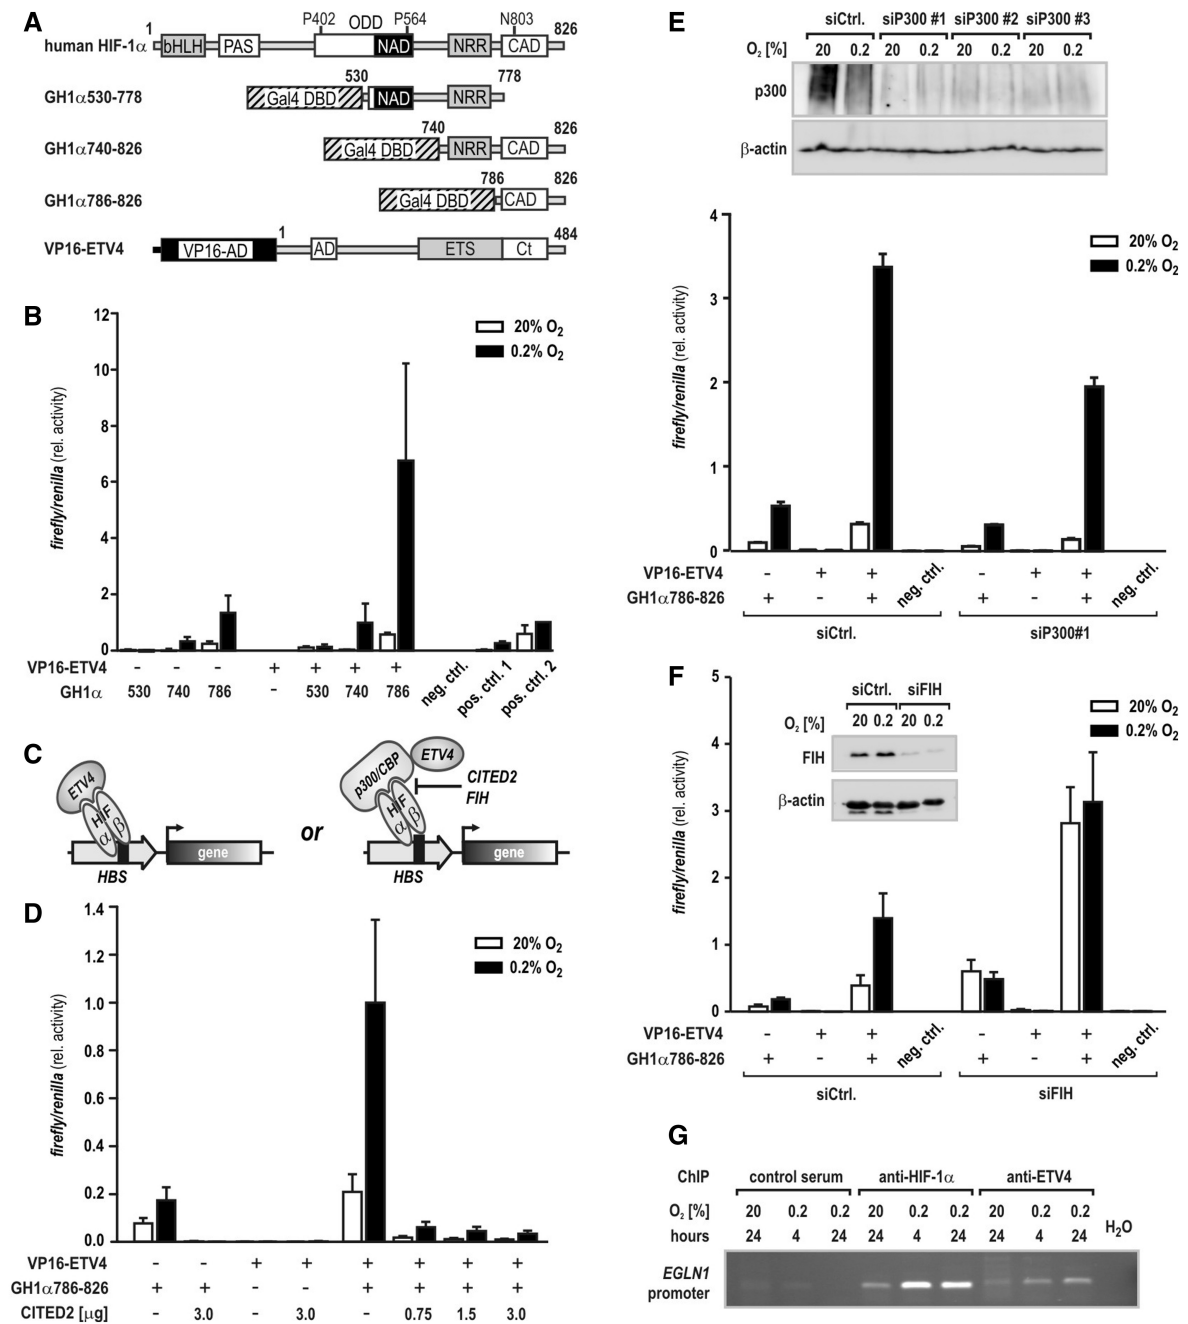 A
P402 ODD P564 N803
1 826
human HIF-1α bHLH PAS NAD NRR CAD
530 778
GH1α530-778 Gal4 DBD NAD NRR
740 826
GH1α740-826 Gal4 DBD NRR CAD
786 826
GH1α786-826 Gal4 DBD CAD
1 484
VP16-ETV4 VP16-AD AD ETS Ct
B
12
10
8
6
4
2
0
firefly/renilla (rel. activity)
20% O2
0.2% O2
VP16-ETV4 - - - + + + +
GH1α 530 740 786 - 530 740 786
neg. ctrl. pos. ctrl. 1 pos. ctrl. 2
C
ETV4
HIF
α β
gene
HBS
or
p300/CBP
ETV4
CITED2
FIH
HIF
α β
gene
HBS
D
1.4
1.2
1.0
0.8
0.6
0.4
0.2
0.0
firefly/renilla (rel. activity)
20% O2
0.2% O2
VP16-ETV4 - - + + + + + +
GH1α786-826 + + - - + + + +
CITED2 [µg] - 3.0 - 3.0 - 0.75 1.5 3.0
E
siCtrl. siP300 #1 siP300 #2 siP300 #3
O2 [%] 20 0.2 20 0.2 20 0.2 20 0.2
p300
β-actin
4
3
2
1
0
firefly/renilla (rel. activity)
20% O2
0.2% O2
VP16-ETV4 - + + neg. ctrl. - + + neg. ctrl.
GH1α786-826 + - + + - +
siCtrl. siP300#1
F
5
4
3
2
1
0
firefly/renilla (rel. activity)
siCtrl. siFIH
O2 [%] 20 0.2 20 0.2
FIH
β-actin
20% O2
0.2% O2
VP16-ETV4 - + + neg. ctrl. - + + neg. ctrl.
GH1α786-826 + - + + - +
siCtrl. siFIH
G
ChIP control serum anti-HIF-1α anti-ETV4
O2 [%] 20 0.2 0.2 20 0.2 0.2 20 0.2 0.2
hours 24 4 24 24 4 24 24 4 24 H2O
EGLN1
promoter